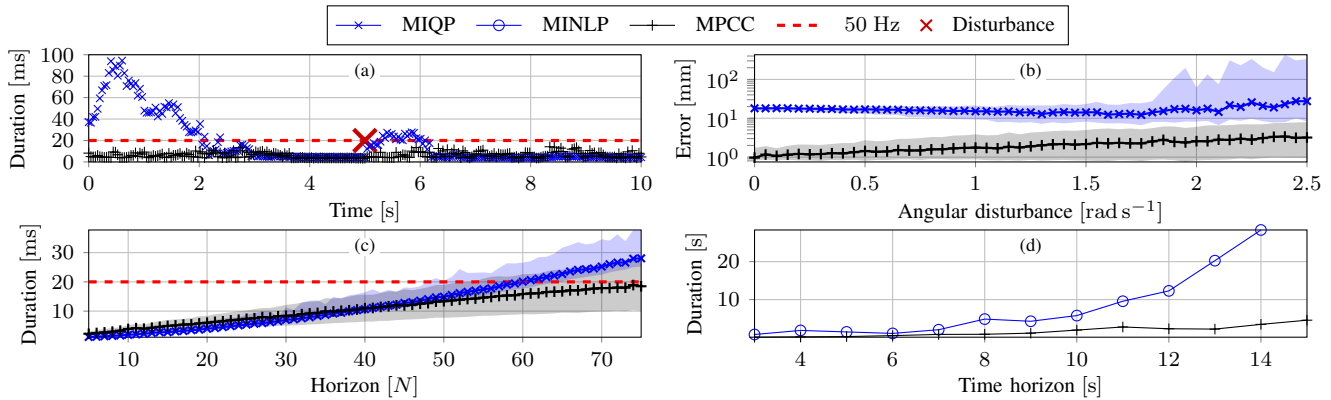 MIQP MINLP MPCC 50 Hz Disturbance
(a)
Duration [ms]
100
80
60
40
20
0
0 2 4 6 8 10
Time [s]
(b)
Error [mm]
10^2
10^1
10^0
0 0.5 1 1.5 2 2.5
Angular disturbance [rad s^−1]
(c)
Duration [ms]
30
20
10
10 20 30 40 50 60 70
Horizon [N]
(d)
Duration [s]
20
10
4 6 8 10 12 14
Time horizon [s]